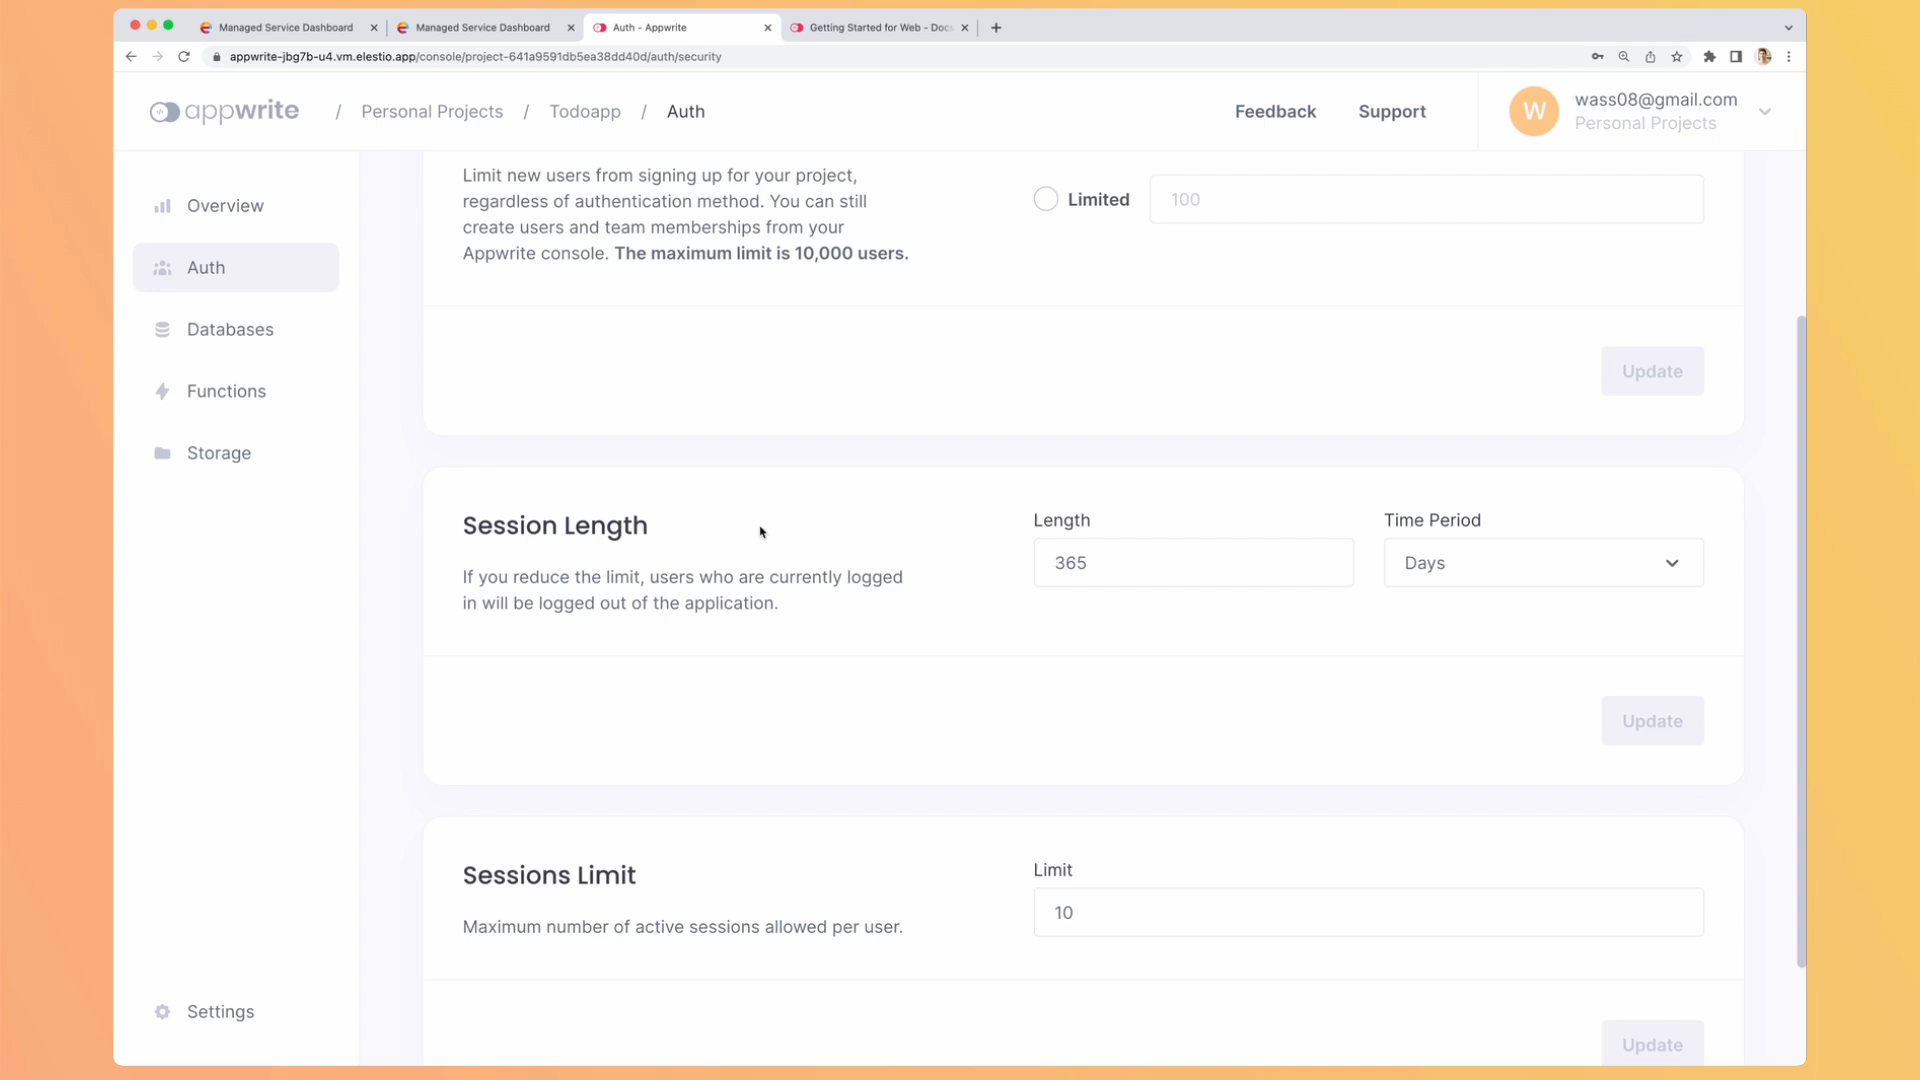 Managed Service Dashboard
Managed Service Dashboard
Auth - Appwrite
Getting Started for Web - Doc
appwrite-jbg7b-u4.vm.elestio.app/console/project-641a9591db5ea38dd40d/auth/security
appwrite / Personal Projects / Todoapp / Auth
Feedback
Support
W
wass08@gmail.com
Personal Projects
Overview
Auth
Databases
Functions
Storage
Settings
Limit new users from signing up for your project,
regardless of authentication method. You can still
create users and team memberships from your
Appwrite console. The maximum limit is 10,000 users.
Limited
100
Update
Session Length
If you reduce the limit, users who are currently logged
in will be logged out of the application.
Length
365
Time Period
Days
Update
Sessions Limit
Maximum number of active sessions allowed per user.
Limit
10
Update